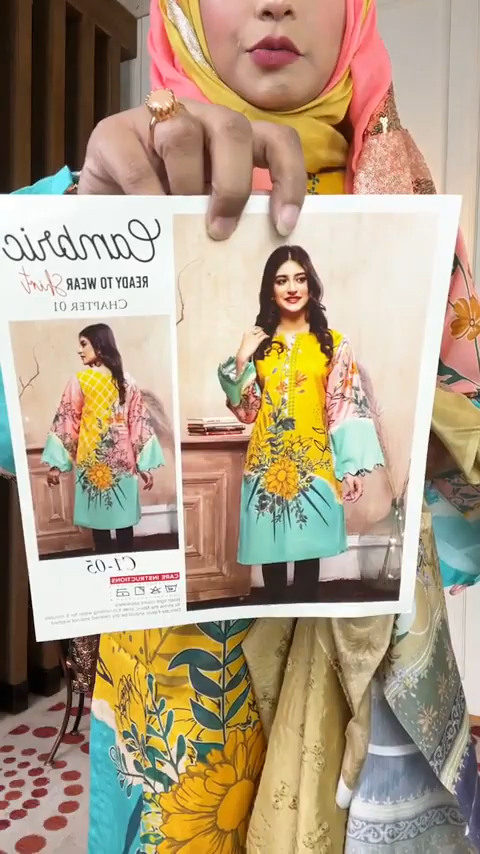 Cambric
READY TO WEAR Shirt
CHAPTER 01
C1-05
CARE INSTRUCTIONS